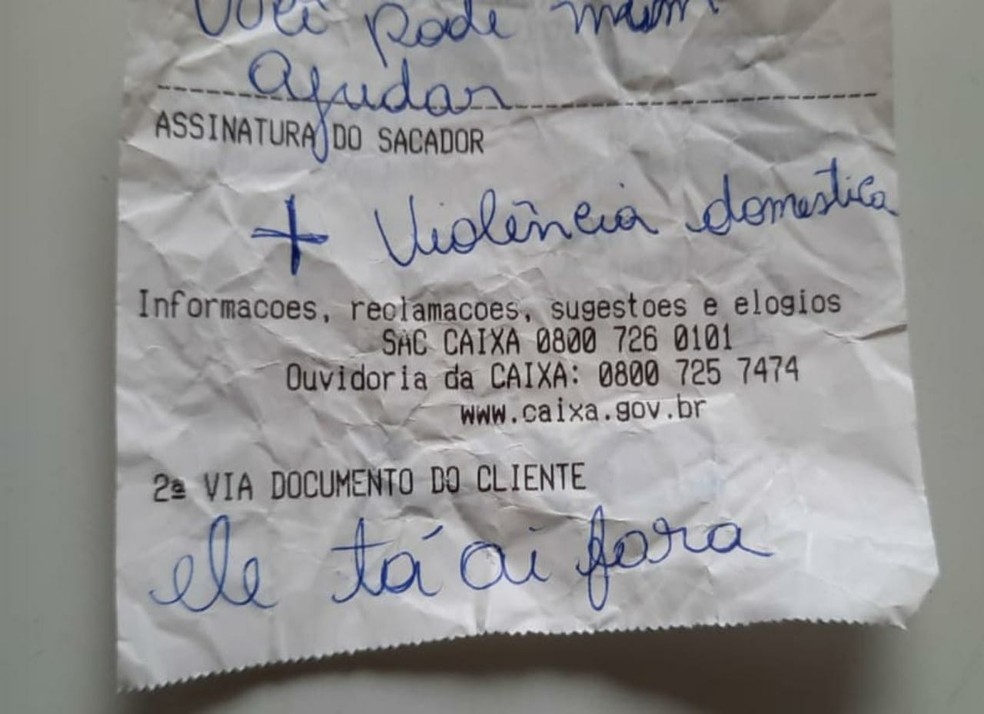 Você pode
ajudar
ASSINATURA DO SACADOR
+ Violência domestica
Informacoes, reclamacoes, sugestoes e elogios
SAC CAIXA 0800 726 0101
Ouvidoria da CAIXA: 0800 725 7474
www.caixa.gov.br
2ª VIA DOCUMENTO DO CLIENTE
ele tá ai fora